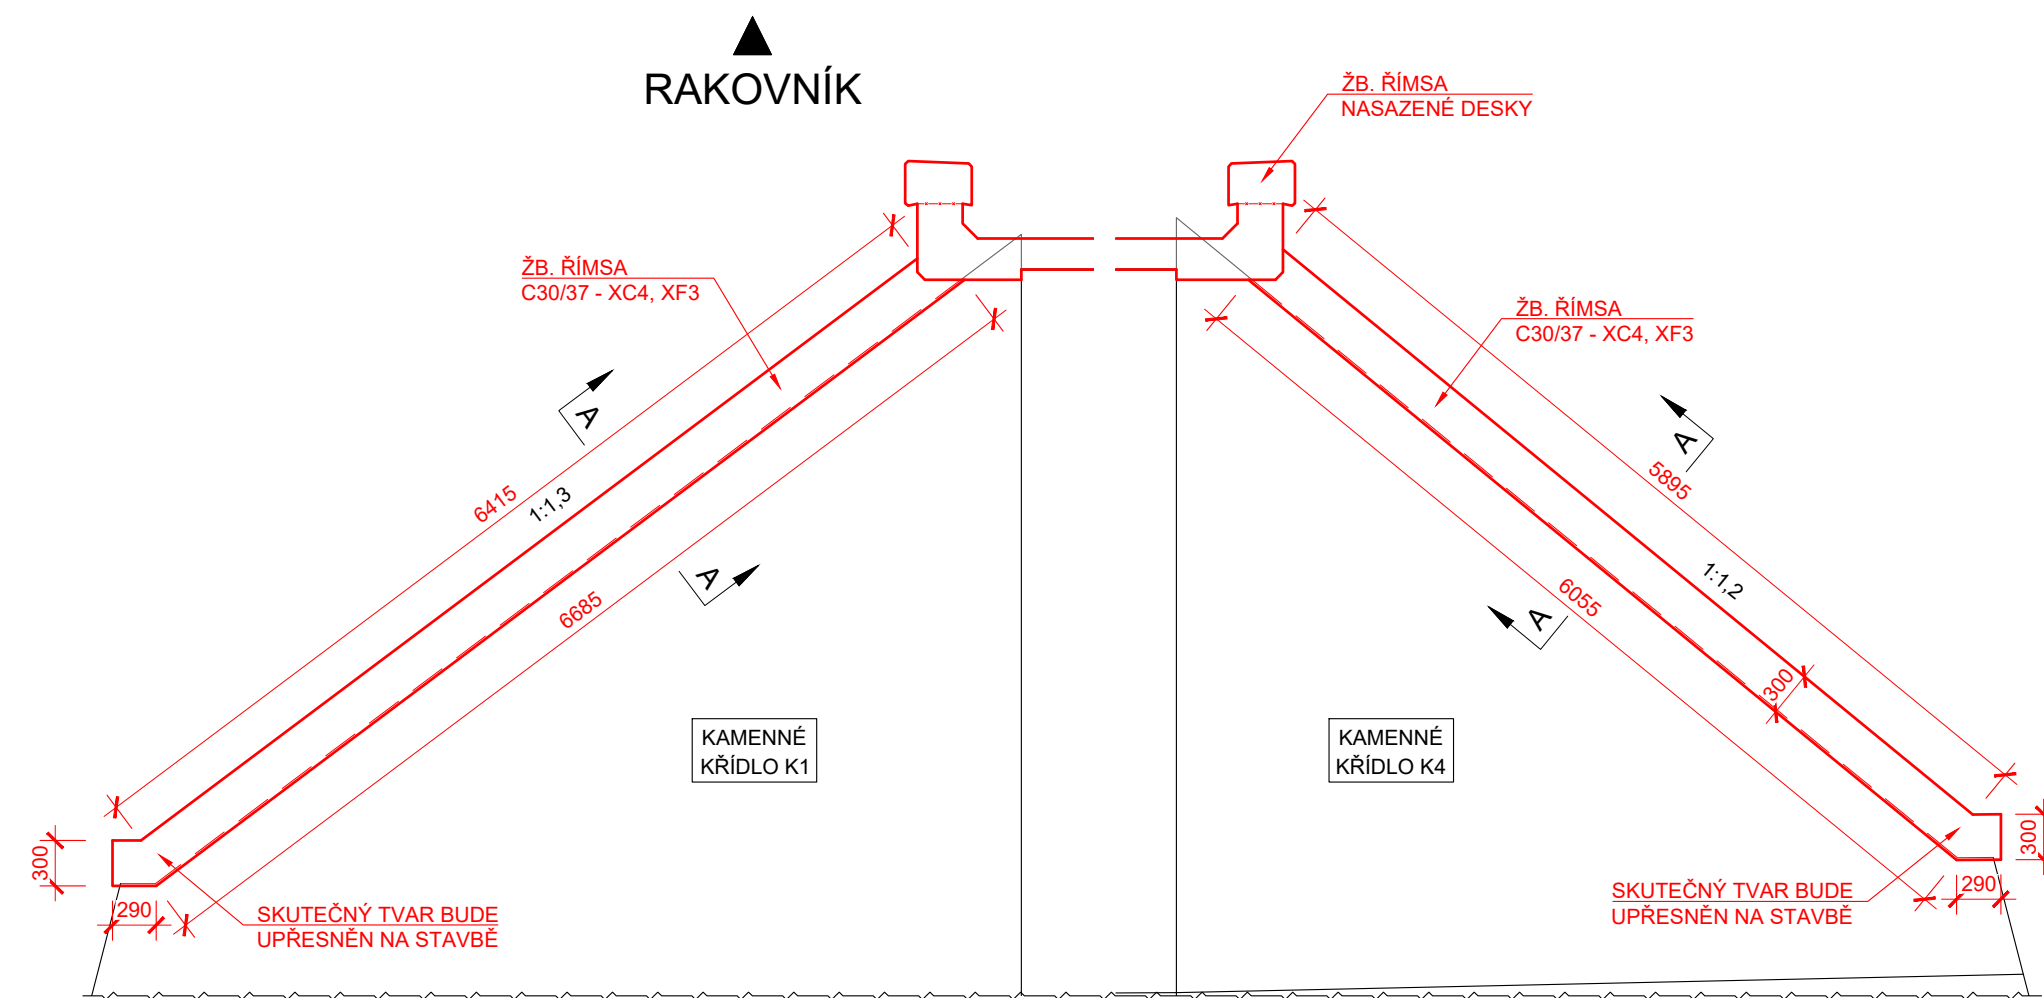 RAKOVNÍK
ŽB. ŘÍMSA
NASAZENÉ DESKY
ŽB. ŘÍMSA
C30/37 - XC4, XF3
ŽB. ŘÍMSA
C30/37 - XC4, XF3
A
A
6415
1:1,3
5895
A
6685
6055
1:1,2
A
300
KAMENNÉ
KŘÍDLO K1
KAMENNÉ
KŘÍDLO K4
300
300
290
SKUTEČNÝ TVAR BUDE
UPŘESNĚN NA STAVBĚ
SKUTEČNÝ TVAR BUDE
UPŘESNĚN NA STAVBĚ
290